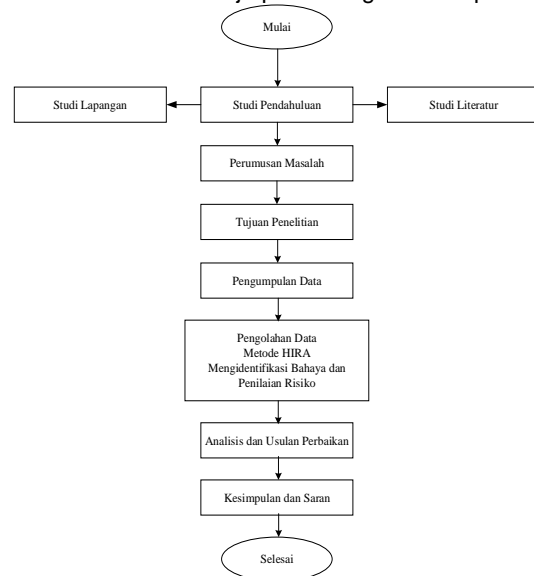 Mulai
Studi Lapangan
Studi Pendahuluan
Studi Literatur
Perumusan Masalah
Tujuan Penelitian
Pengumpulan Data
Pengolahan Data
Metode HIRA
Mengidentifikasi Bahaya dan
Penilaian Risiko
Analisis dan Usulan Perbaikan
Kesimpulan dan Saran
Selesai